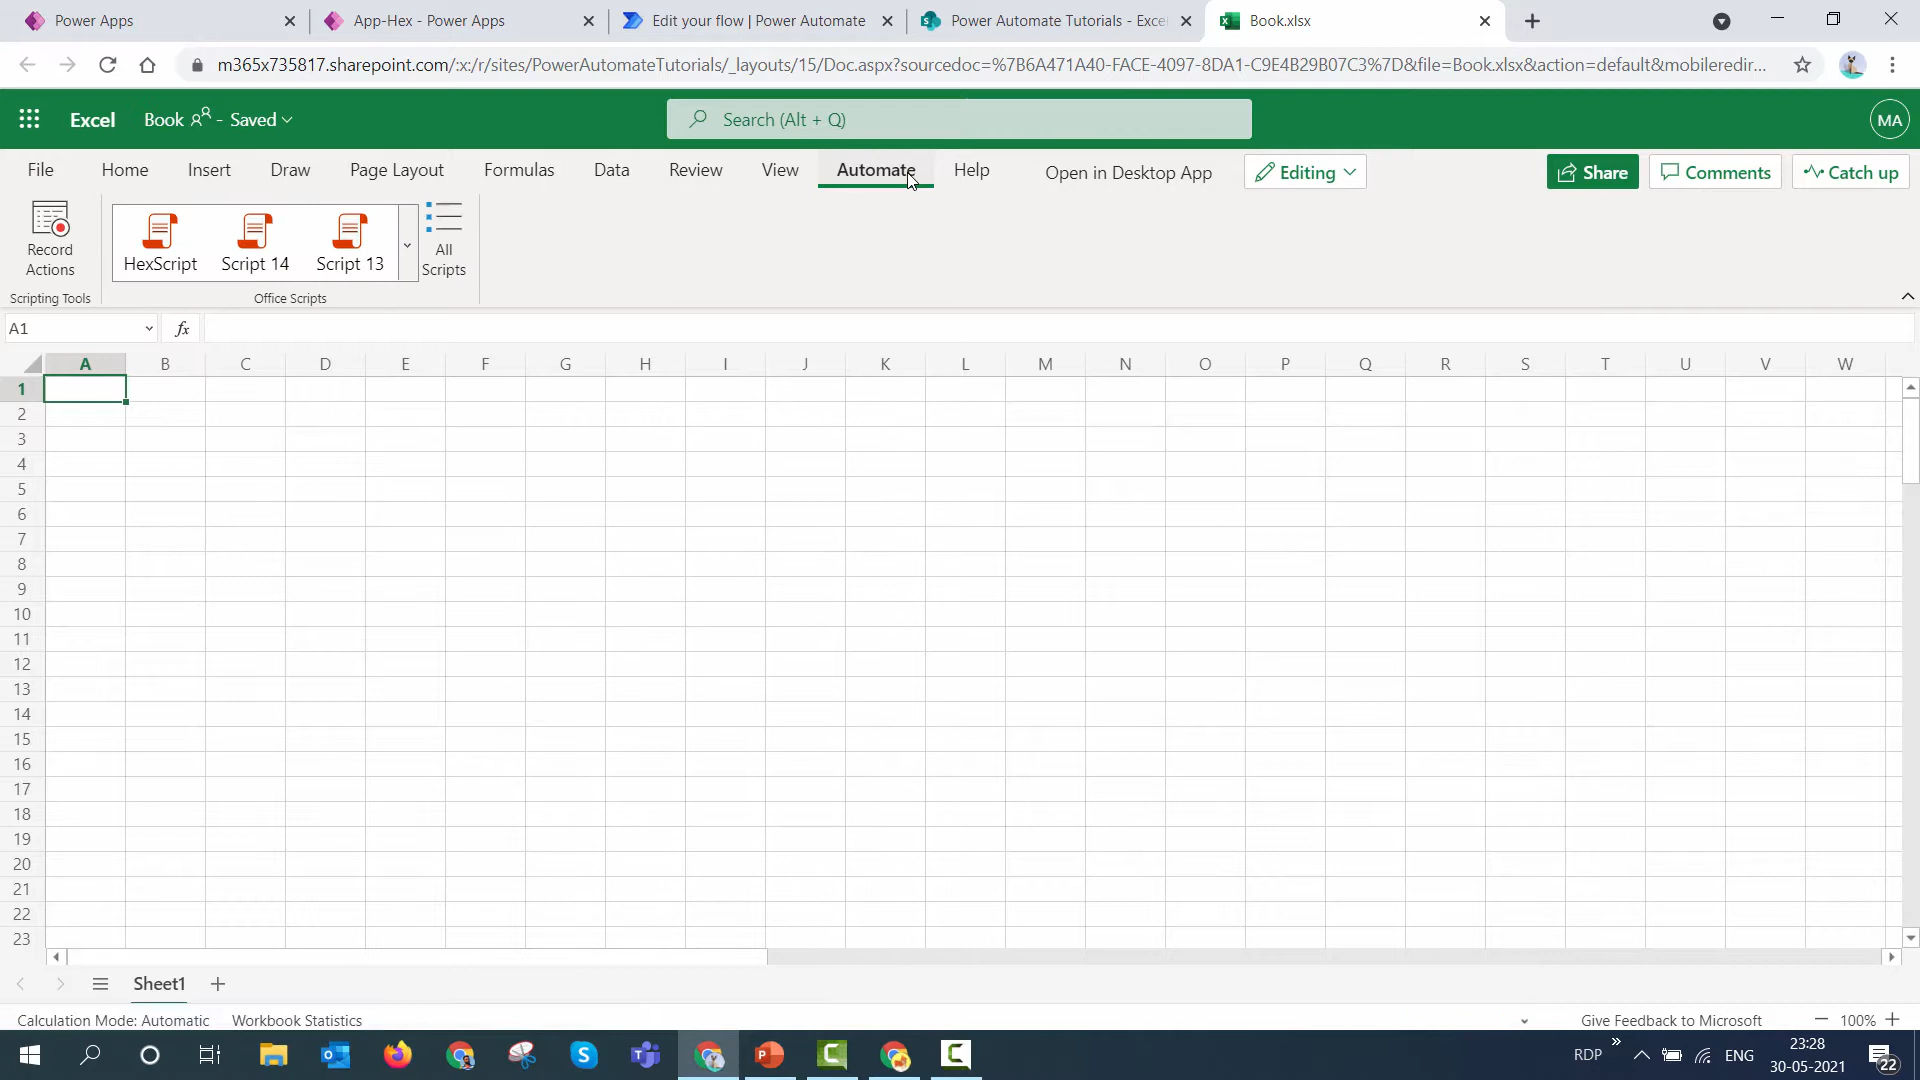 Power Apps
App-Hex - Power Apps
Edit your flow | Power Automate
Power Automate Tutorials - Exce
Book.xlsx
m365x735817.sharepoint.com/:x:/r/sites/PowerAutomateTutorials/_layouts/15/Doc.aspx?sourcedoc=%7B6A471A40-FACE-4097-8DA1-C9E4B29B07C3%7D&file=Book.xlsx&action=default&mobileredir...
Excel
Book - Saved
Search (Alt + Q)
MA
File Home Insert Draw Page Layout Formulas Data Review View Automate Help Open in Desktop App Editing Share Comments Catch up
Record Actions
HexScript
Script 14
Script 13
All Scripts
Scripting Tools
Office Scripts
A1
fx
A B C D E F G H I J K L M N O P Q R S T U V W
1
2
3
4
5
6
7
8
9
10
11
12
13
14
15
16
17
18
19
20
21
22
23
Sheet1
Calculation Mode: Automatic Workbook Statistics
Give Feedback to Microsoft 100%
RDP
ENG
23:28
30-05-2021
22